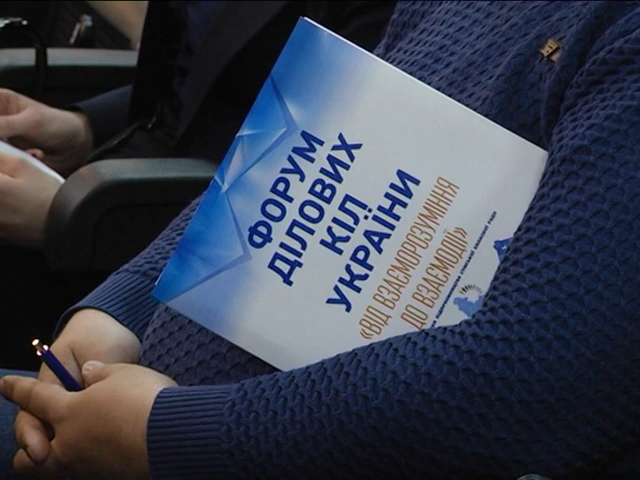 ФОРУМ
ДІЛОВИХ
КІЛ
УКРАЇНИ
«ВІД ВЗАЄМОРОЗУМІННЯ
ДО ВЗАЄМОДІЇ»